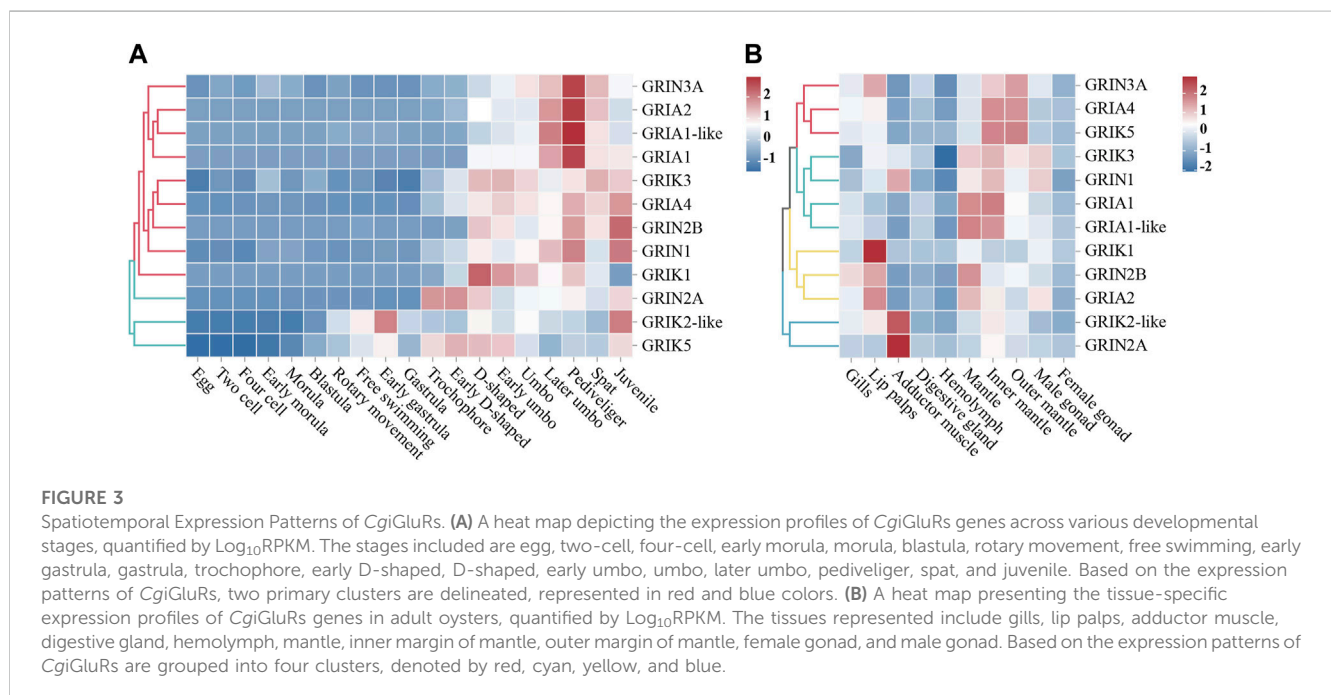 A
B
GRIN3A
GRIA2
GRIA1-like
GRIA1
GRIK3
GRIA4
GRIN2B
GRIN1
GRIK1
GRIN2A
GRIK2-like
GRIK5
2
1
0
-1
Egg
Two cell
Four cell
Early morula
Morula
Blastula
Rotary movement
Free swimming
Early gastrula
Gastrula
Trochophore
Early D-shaped
D-shaped
Early umbo
Umbo
Later umbo
Pediveliger
Spat
Juvenile
GRIN3A
GRIA4
GRIK5
GRIK3
GRIN1
GRIA1
GRIA1-like
GRIK1
GRIN2B
GRIA2
GRIK2-like
GRIN2A
2
1
0
-1
-2
Gills
Lip palps
Adductor muscle
Digestive gland
Hemolymph
Mantle
Inner mantle
Outer mantle
Male gonad
Female gonad
FIGURE 3
Spatiotemporal Expression Patterns of CgiGluRs. (A) A heat map depicting the expression profiles of CgiGluRs genes across various developmental
stages, quantified by Log₁₀RPKM. The stages included are egg, two-cell, four-cell, early morula, morula, blastula, rotary movement, free swimming, early
gastrula, gastrula, trochophore, early D-shaped, D-shaped, early umbo, umbo, later umbo, pediveliger, spat, and juvenile. Based on the expression
patterns of CgiGluRs, two primary clusters are delineated, represented in red and blue colors. (B) A heat map presenting the tissue-specific
expression profiles of CgiGluRs genes in adult oysters, quantified by Log₁₀RPKM. The tissues represented include gills, lip palps, adductor muscle,
digestive gland, hemolymph, mantle, inner margin of mantle, outer margin of mantle, female gonad, and male gonad. Based on the expression patterns of
CgiGluRs are grouped into four clusters, denoted by red, cyan, yellow, and blue.